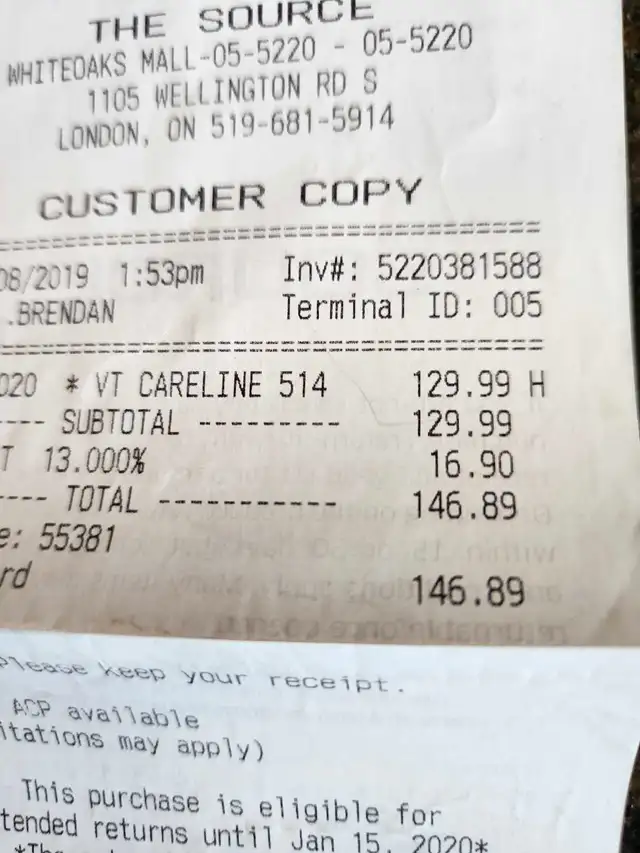 THE SOURCE
WHITEOAKS MALL-05-5220 - 05-5220
1105 WELLINGTON RD S
LONDON, ON 519-681-5914
CUSTOMER COPY
==========================================
08/2019 1:53pm Inv#: 5220381588
.BRENDAN Terminal ID: 005
==========================================
020 * VT CARELINE 514 129.99 H
---- SUBTOTAL --------- 129.99
T 13.000% 16.90
---- TOTAL ----------- 146.89
e: 55381
rd 146.89
Please keep your receipt.
ACP available
itations may apply)
This purchase is eligible for
tended returns until Jan 15, 2020*